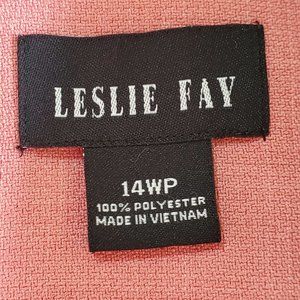 LESLIE FAY
14WP
100% POLYESTER
MADE IN VIETNAM